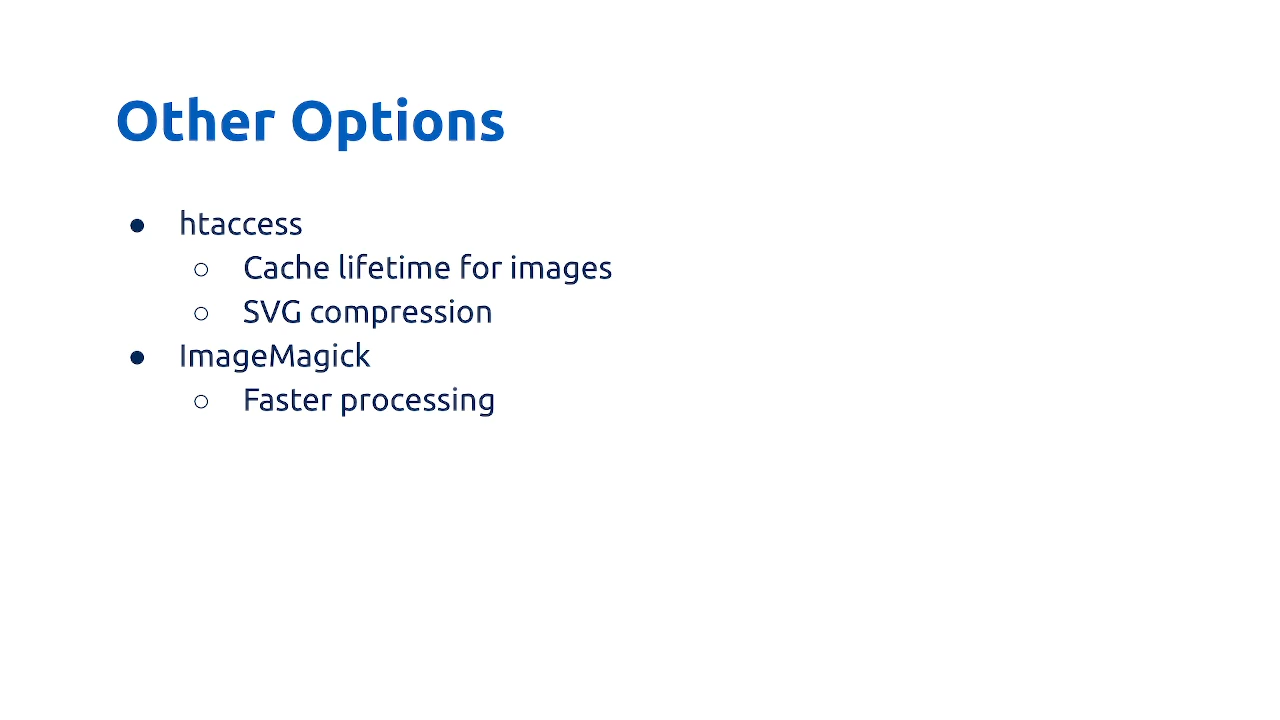 Other Options
● htaccess
○ Cache lifetime for images
○ SVG compression
● ImageMagick
○ Faster processing